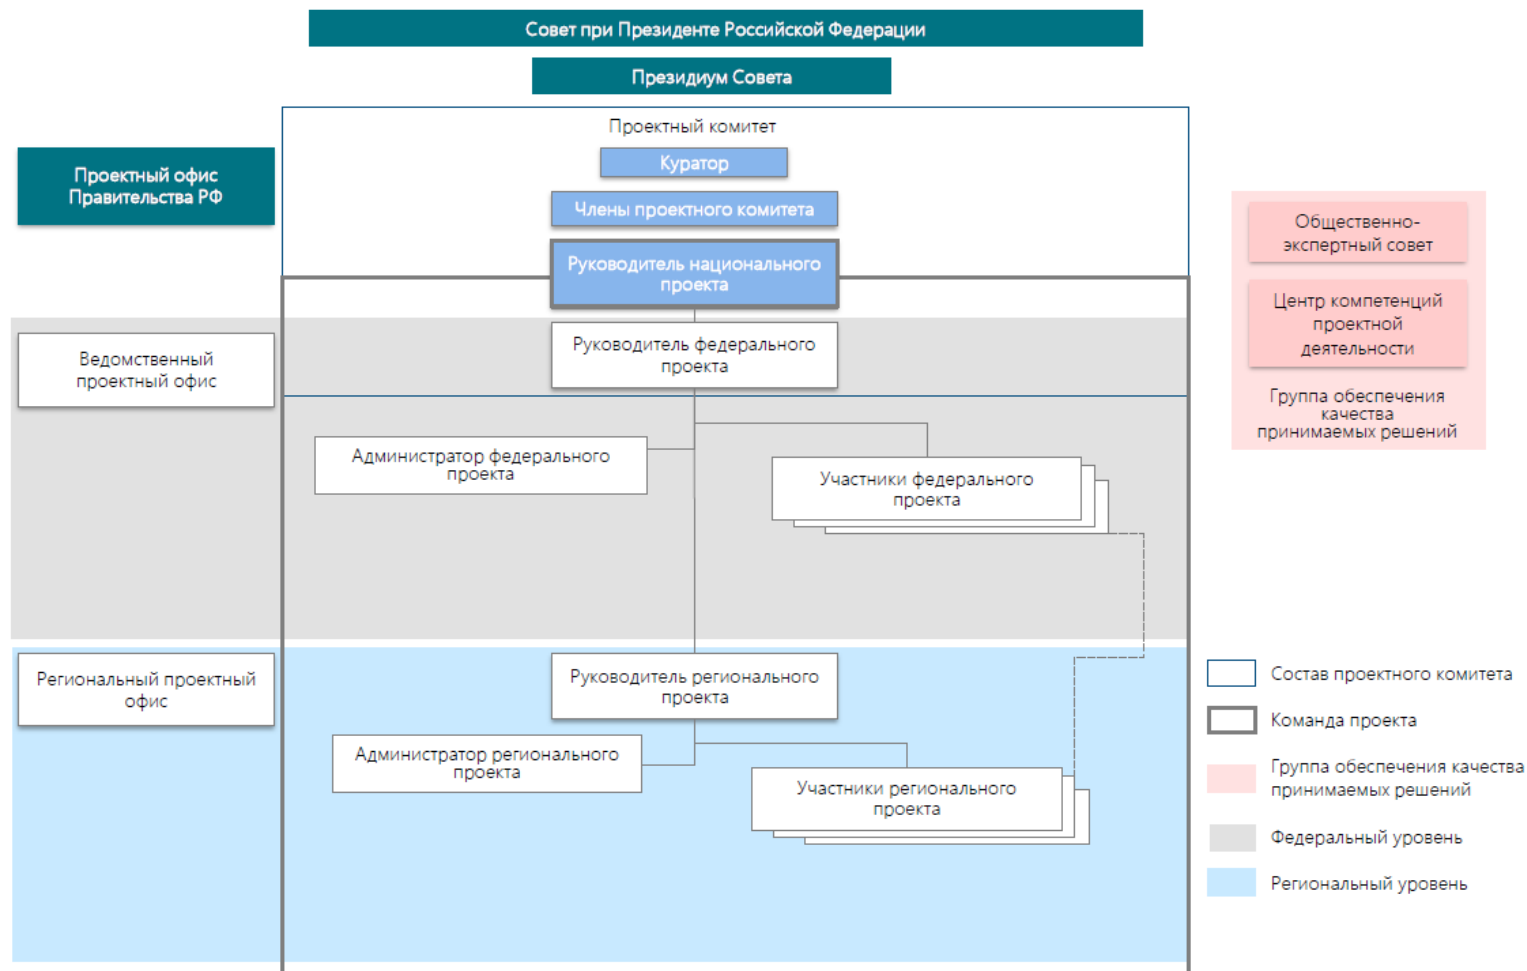 Совет при Президенте Российской Федерации
Президиум Совета
Проектный комитет
Куратор
Члены проектного комитета
Руководитель национального
проекта
Проектный офис
Правительства РФ
Общественно-
экспертный совет
Центр компетенций
проектной
деятельности
Группа обеспечения
качества
принимаемых решений
Ведомственный
проектный офис
Руководитель федерального
проекта
Администратор федерального
проекта
Участники федерального
проекта
Региональный проектный
офис
Руководитель регионального
проекта
Администратор регионального
проекта
Участники регионального
проекта
Состав проектного комитета
Команда проекта
Группа обеспечения качества
принимаемых решений
Федеральный уровень
Региональный уровень